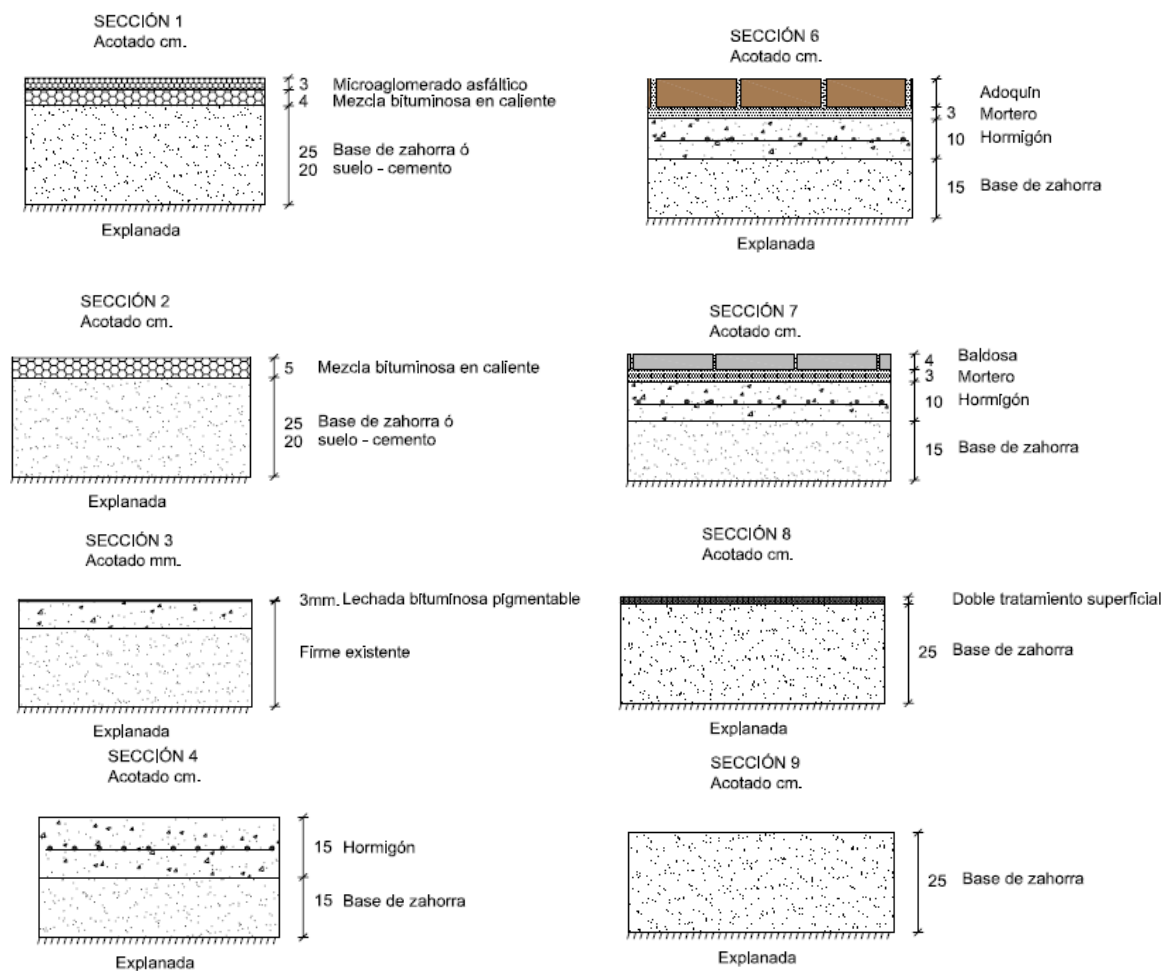 SECCIÓN 1
Acotado cm.
3 Microaglomerado asfáltico
4 Mezcla bituminosa en caliente
25 Base de zahorra ó
20 suelo - cemento
Explanada
SECCIÓN 2
Acotado cm.
5 Mezcla bituminosa en caliente
25 Base de zahorra ó
20 suelo - cemento
Explanada
SECCIÓN 3
Acotado mm.
3mm. Lechada bituminosa pigmentable
Firme existente
Explanada
SECCIÓN 4
Acotado cm.
15 Hormigón
15 Base de zahorra
Explanada
SECCIÓN 6
Acotado cm.
Adoquín
3 Mortero
10 Hormigón
15 Base de zahorra
Explanada
SECCIÓN 7
Acotado cm.
4 Baldosa
3 Mortero
10 Hormigón
15 Base de zahorra
SECCIÓN 8
Acotado cm.
Doble tratamiento superficial
25 Base de zahorra
Explanada
SECCIÓN 9
Acotado cm.
25 Base de zahorra
Explanada